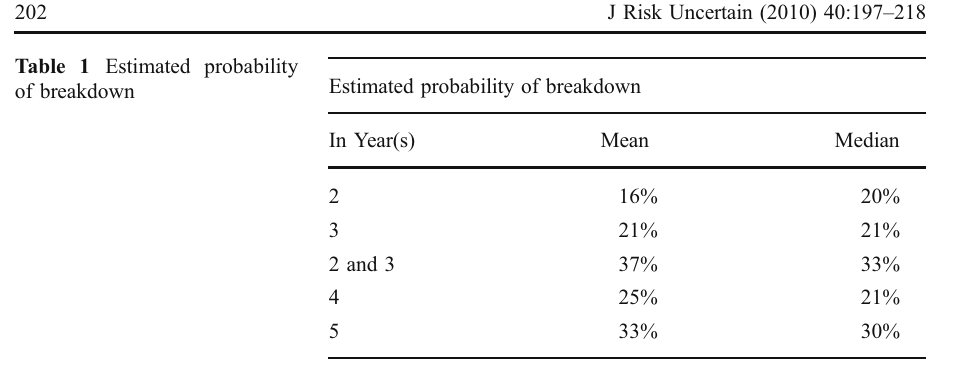 202 J Risk Uncertain (2010) 40:197–218
Table 1 Estimated probability
of breakdown
Estimated probability of breakdown
In Year(s) Mean Median
2 16% 20%
3 21% 21%
2 and 3 37% 33%
4 25% 21%
5 33% 30%